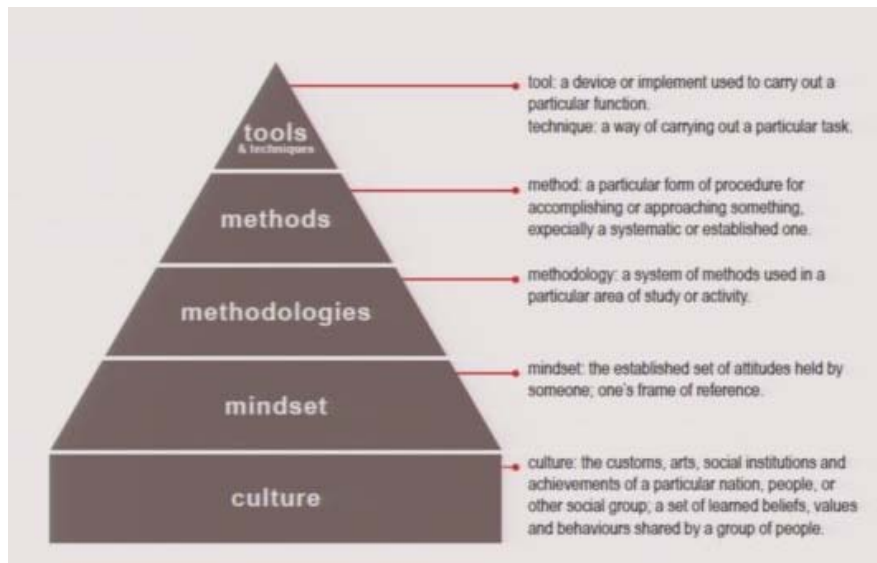 tools
& techniques
tool: a device or implement used to carry out a
particular function.
technique: a way of carrying out a particular task.
methods
method: a particular form of procedure for
accomplishing or approaching something,
expecially a systematic or established one.
methodologies
methodology: a system of methods used in a
particular area of study or activity.
mindset
mindset: the established set of attitudes held by
someone; one's frame of reference.
culture
culture: the customs, arts, social institutions and
achievements of a particular nation, people, or
other social group; a set of learned beliefs, values
and behaviours shared by a group of people.